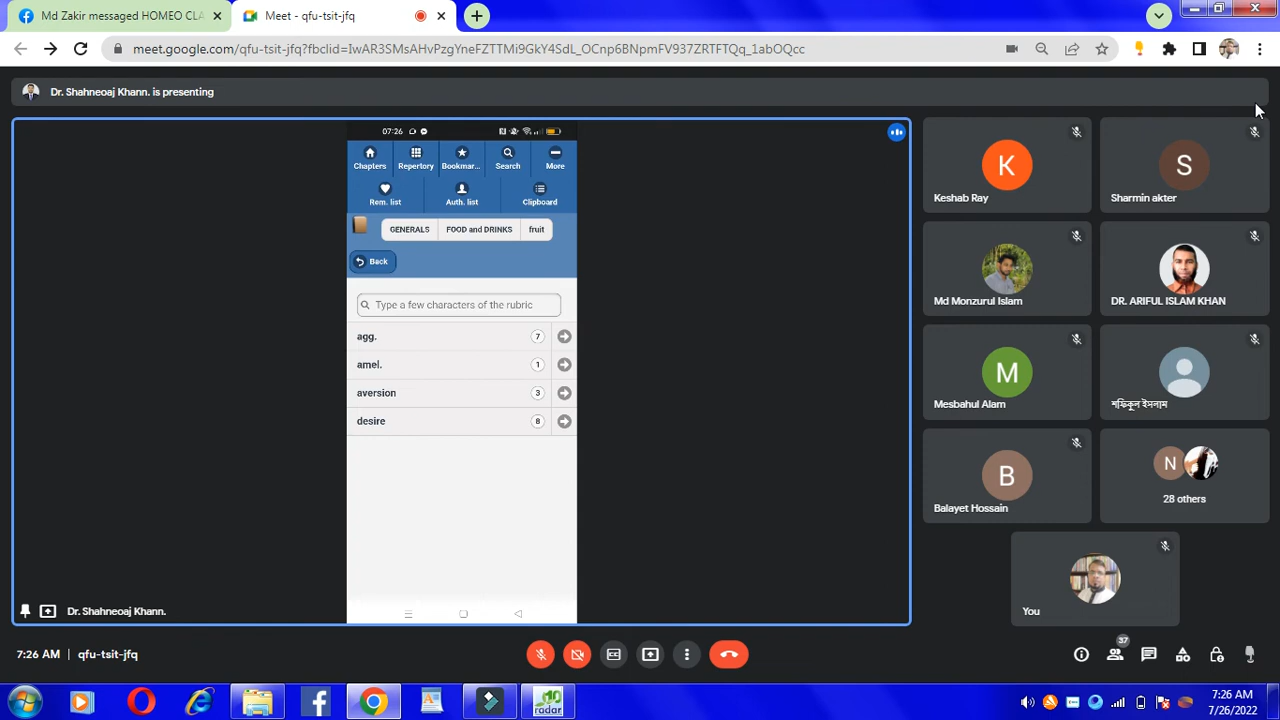 Md Zakir messaged HOMEO CLA
Meet - qfu-tsit-jfq
meet.google.com/qfu-tsit-jfq?fbclid=IwAR3SMsAHvPzgYneFZTTMi9GkY4SdL_OCnp6BNpmFV937ZRTFTQq_1abOQcc
Dr. Shahneoaj Khann. is presenting
07:26
Chapters
Repertory
Bookmar...
Search
More
Rem. list
Auth. list
Clipboard
GENERALS
FOOD and DRINKS
fruit
Back
Type a few characters of the rubric
agg. 7
amel. 1
aversion 3
desire 8
Dr. Shahneoaj Khann.
Keshab Ray
Sharmin akter
Md Monzurul Islam
DR. ARIFUL ISLAM KHAN
Mesbahul Alam
শফিকুল ইসলাম
Balayet Hossain
28 others
You
K
S
M
B
N
7:26 AM | qfu-tsit-jfq
37
10
radar
7:26 AM
7/26/2022